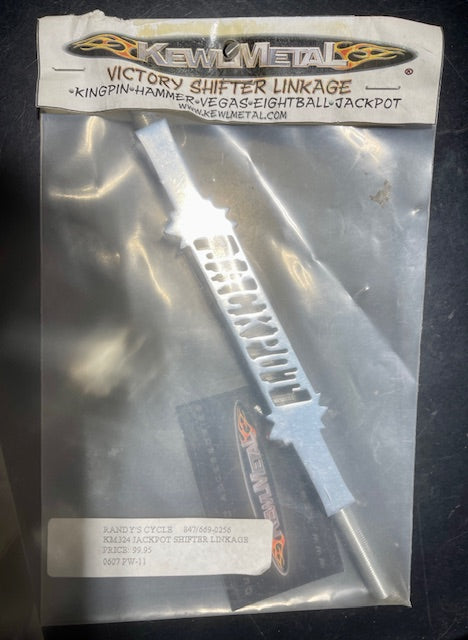 KEWLMETAL
®
VICTORY SHIFTER LINKAGE
•KINGPIN•HAMMER•VEGAS•EIGHTBALL•JACKPOT
WWW.KEWLMETAL.COM
JACKPOT
KEWLMETAL
RANDY'S CYCLE 847/669-0256
KM324 JACKPOT SHIFTER LINKAGE
PRICE: 99.95
0607 PW-11